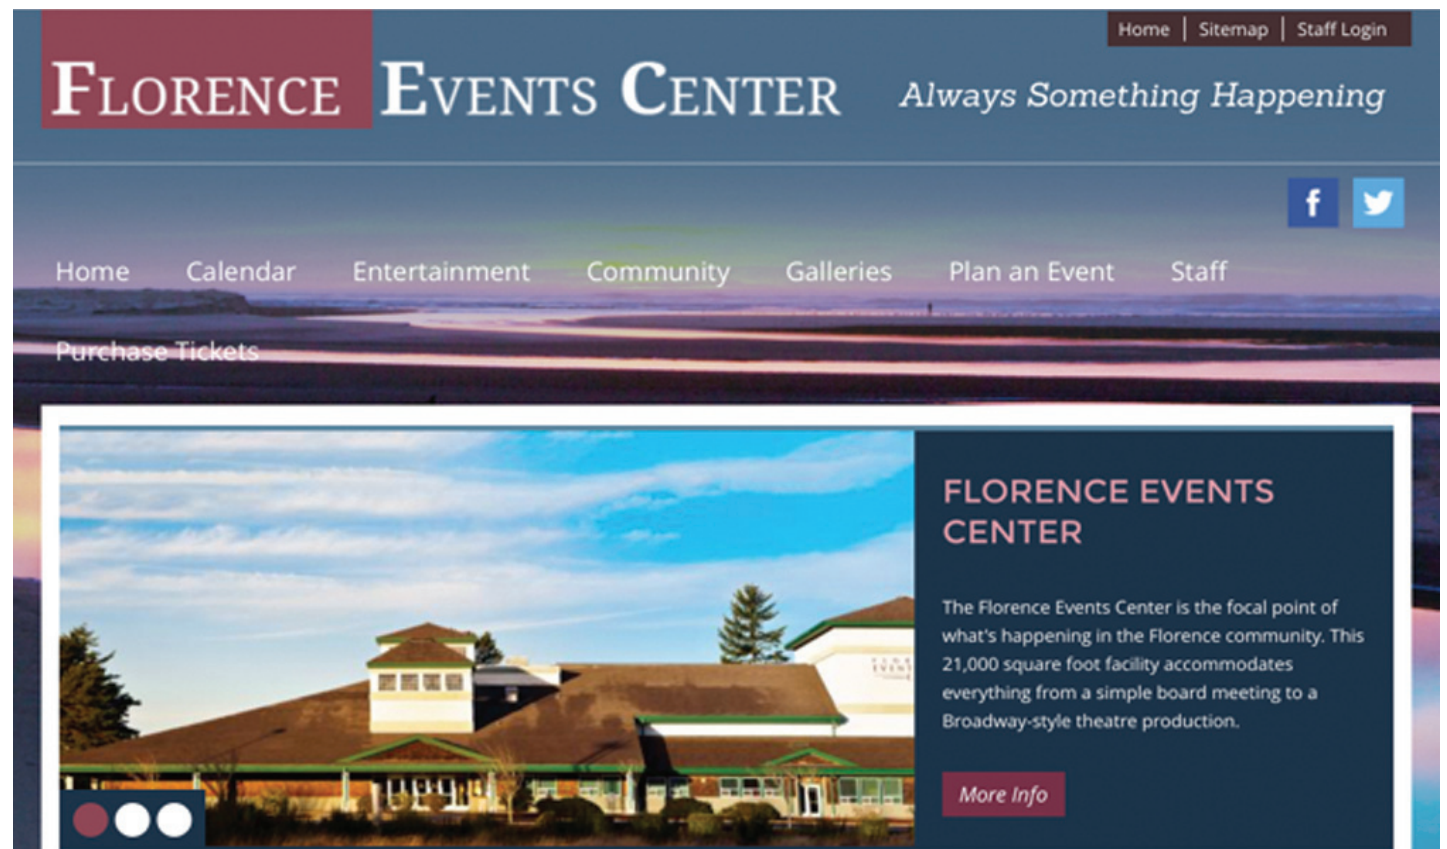 Home | Sitemap | Staff Login
FLORENCE EVENTS CENTER
Always Something Happening
f
Home Calendar Entertainment Community Galleries Plan an Event Staff
Purchase Tickets
FLORENCE EVENTS
CENTER
The Florence Events Center is the focal point of
what's happening in the Florence community. This
21,000 square foot facility accommodates
everything from a simple board meeting to a
Broadway-style theatre production.
More Info